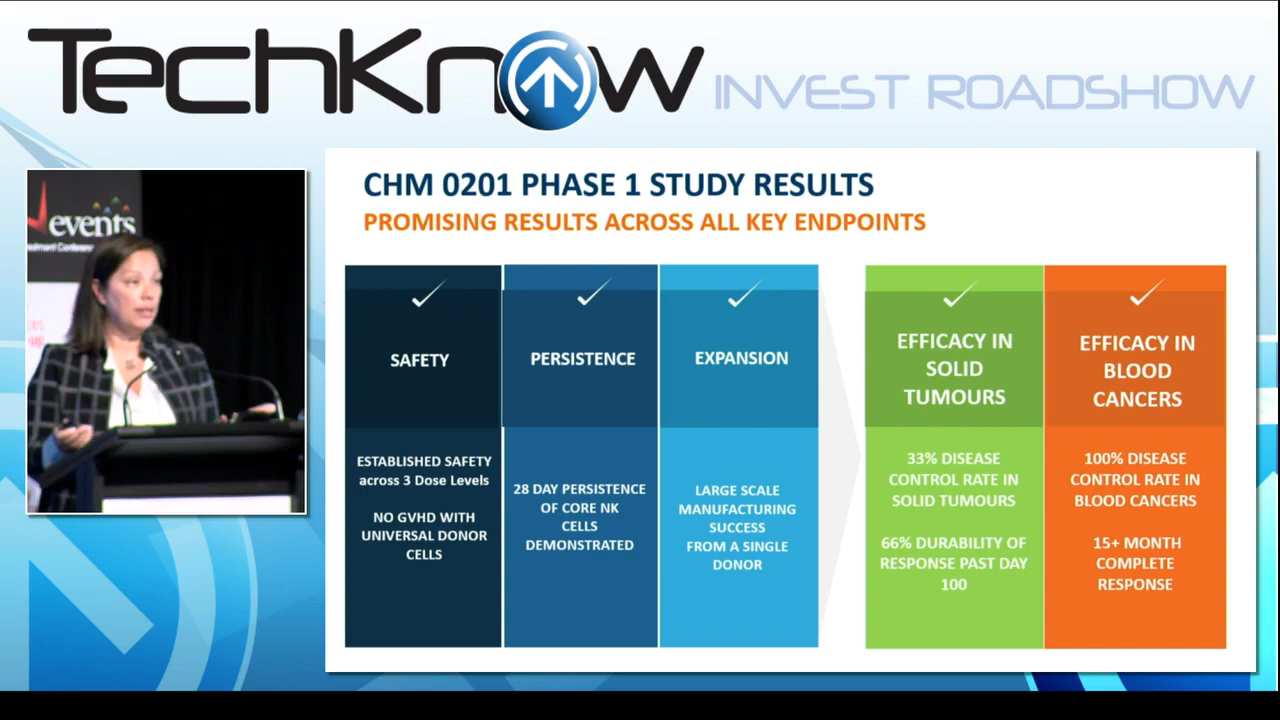 TechKnow INVEST ROADSHOW
events
CHM 0201 PHASE 1 STUDY RESULTS
PROMISING RESULTS ACROSS ALL KEY ENDPOINTS
SAFETY
ESTABLISHED SAFETY
across 3 Dose Levels
NO GVHD WITH
UNIVERSAL DONOR
CELLS
PERSISTENCE
28 DAY PERSISTENCE
OF CORE NK
CELLS
DEMONSTRATED
EXPANSION
LARGE SCALE
MANUFACTURING
SUCCESS
FROM A SINGLE
DONOR
EFFICACY IN
SOLID
TUMOURS
33% DISEASE
CONTROL RATE IN
SOLID TUMOURS
66% DURABILITY OF
RESPONSE PAST DAY
100
EFFICACY IN
BLOOD
CANCERS
100% DISEASE
CONTROL RATE IN
BLOOD CANCERS
15+ MONTH
COMPLETE
RESPONSE